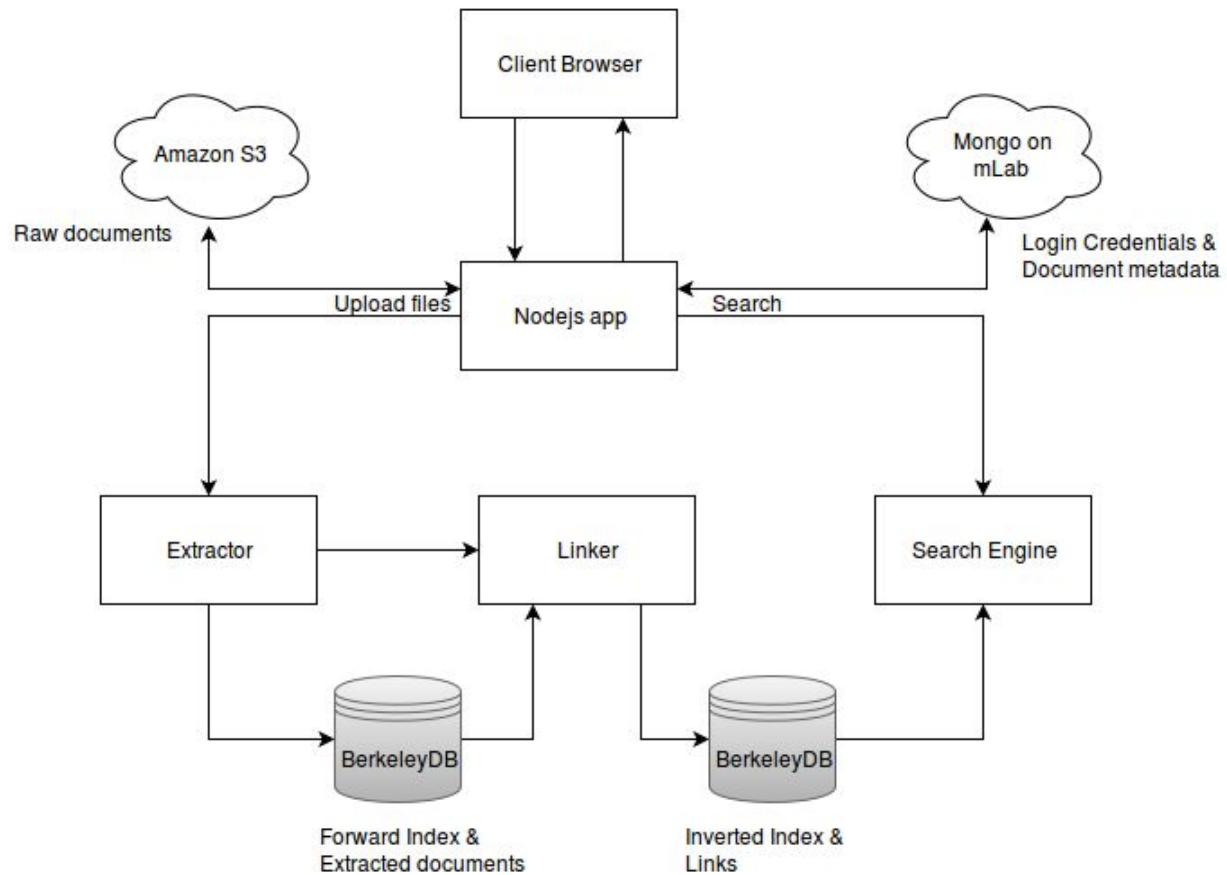 Client Browser
Amazon S3
Mongo on
mLab
Raw documents
Login Credentials &
Document metadata
Upload files
Nodejs app
Search
Extractor
Linker
Search Engine
BerkeleyDB
BerkeleyDB
Forward Index &
Extracted documents
Inverted Index &
Links